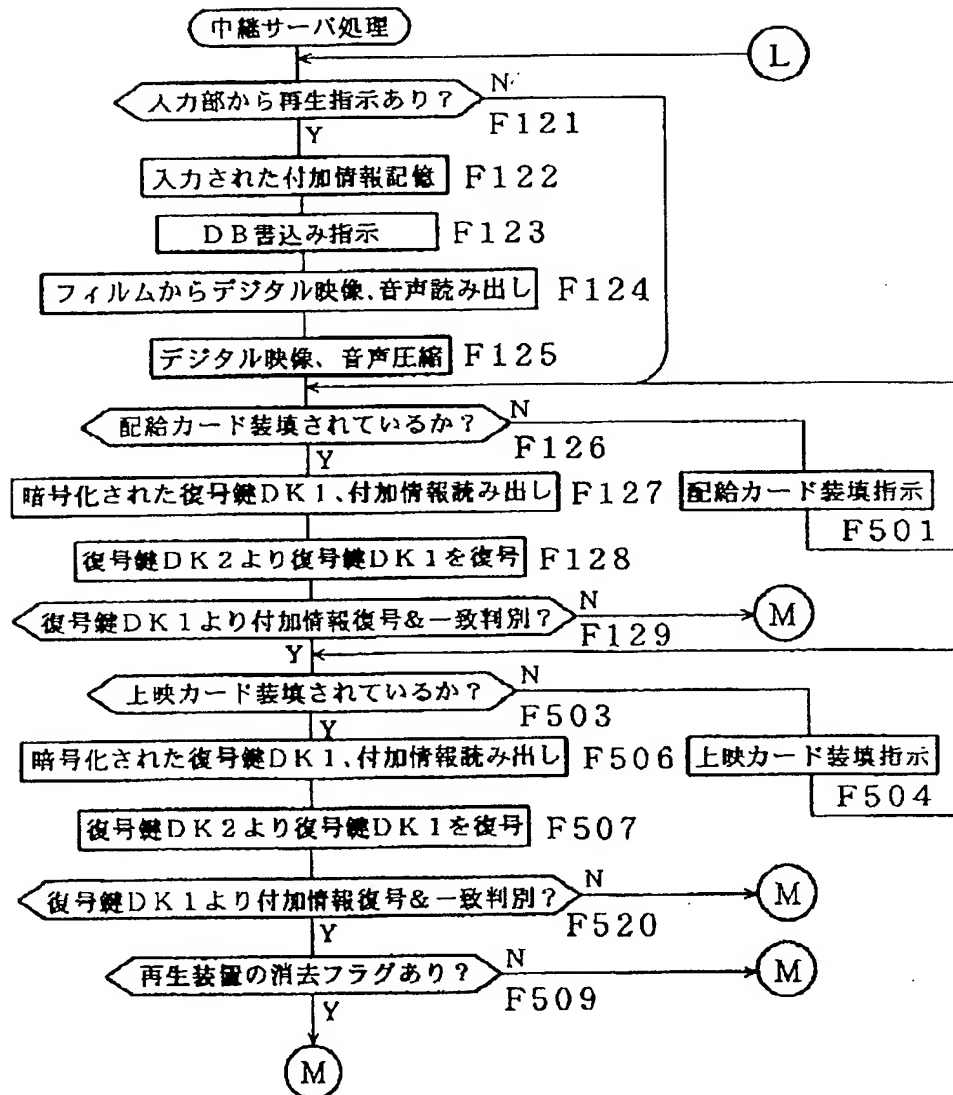 中継サーバ処理
L
入力部から再生指示あり？
N
F121
Y
入力された付加情報記憶
F122
DB書込み指示
F123
フィルムからデジタル映像、音声読み出し
F124
デジタル映像、音声圧縮
F125
配給カード装填されているか？
N
F126
Y
暗号化された復号鍵DK1、付加情報読み出し
F127
配給カード装填指示
F501
復号鍵DK2より復号鍵DK1を復号
F128
復号鍵DK1より付加情報復号&一致判別？
N
F129
M
Y
上映カード装填されているか？
N
F503
Y
暗号化された復号鍵DK1、付加情報読み出し
F506
上映カード装填指示
F504
復号鍵DK2より復号鍵DK1を復号
F507
復号鍵DK1より付加情報復号&一致判別？
N
F520
M
Y
再生装置の消去フラグあり？
N
F509
M
Y
M